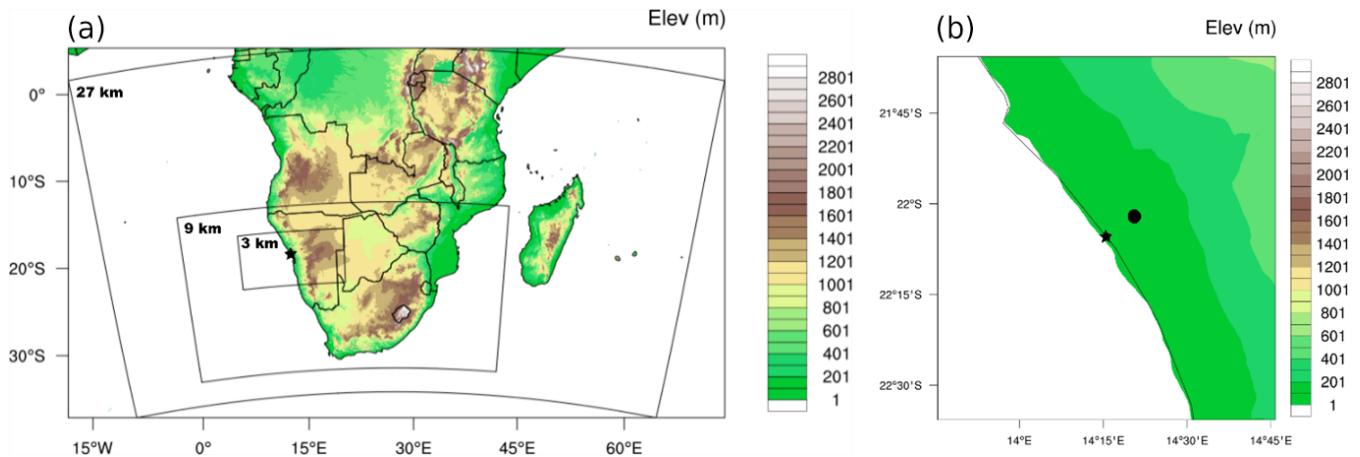 (a)
Elev (m)
27 km
9 km
3 km
0°
10°S
20°S
30°S
15°W
0°
15°E
30°E
45°E
60°E
2801
2601
2401
2201
2001
1801
1601
1401
1201
1001
801
601
401
201
1
(b)
Elev (m)
21°45'S
22°S
22°15'S
22°30'S
14°E
14°15'E
14°30'E
14°45'E
2801
2601
2401
2201
2001
1801
1601
1401
1201
1001
801
601
401
201
1